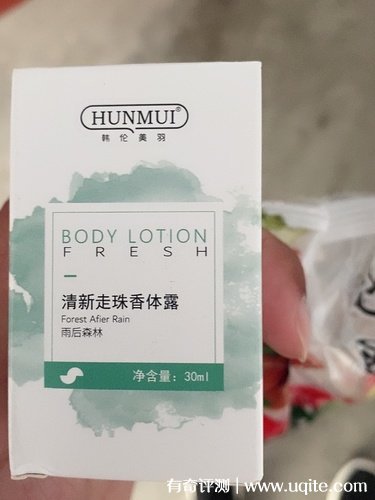 HUNMUI®
韩伦美羽
BODY LOTION
FRESH
清新走珠香体露
Forest Afier Rain
雨后森林
净含量：30ml
有奇评测 | www.uqite.com